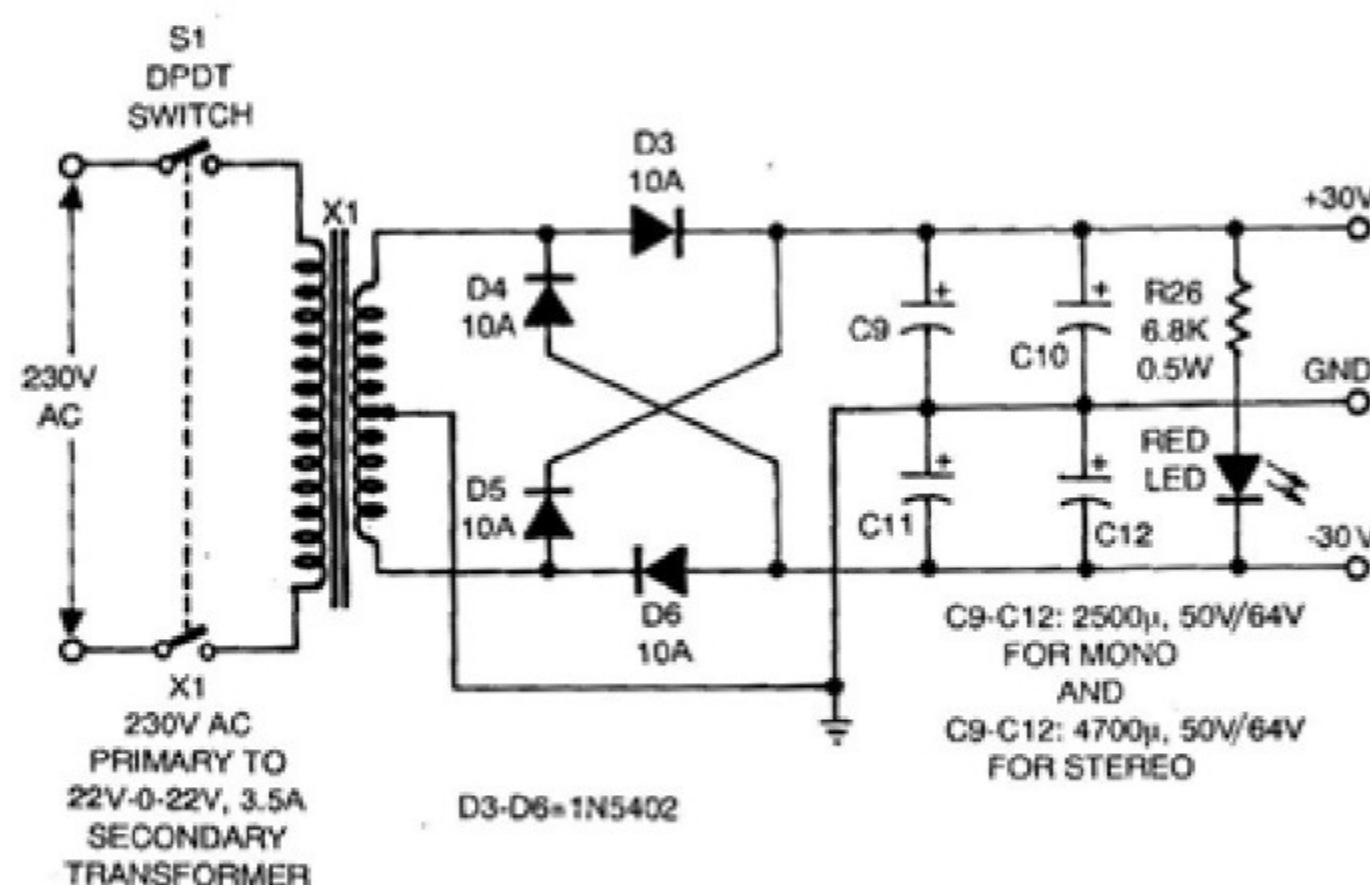 S1
DPDT
SWITCH
230V
AC
X1
X1
230V AC
PRIMARY TO
22V-0-22V, 3.5A
SECONDARY
TRANSFORMER
D3
10A
D4
10A
D5
10A
D6
10A
D3-D6=1N5402
+
C9
+
C10
+
C11
+
C12
R26
6.8K
0.5W
RED
LED
+30V
GND
-30V
C9-C12: 2500µ, 50V/64V
FOR MONO
AND
C9-C12: 4700µ, 50V/64V
FOR STEREO